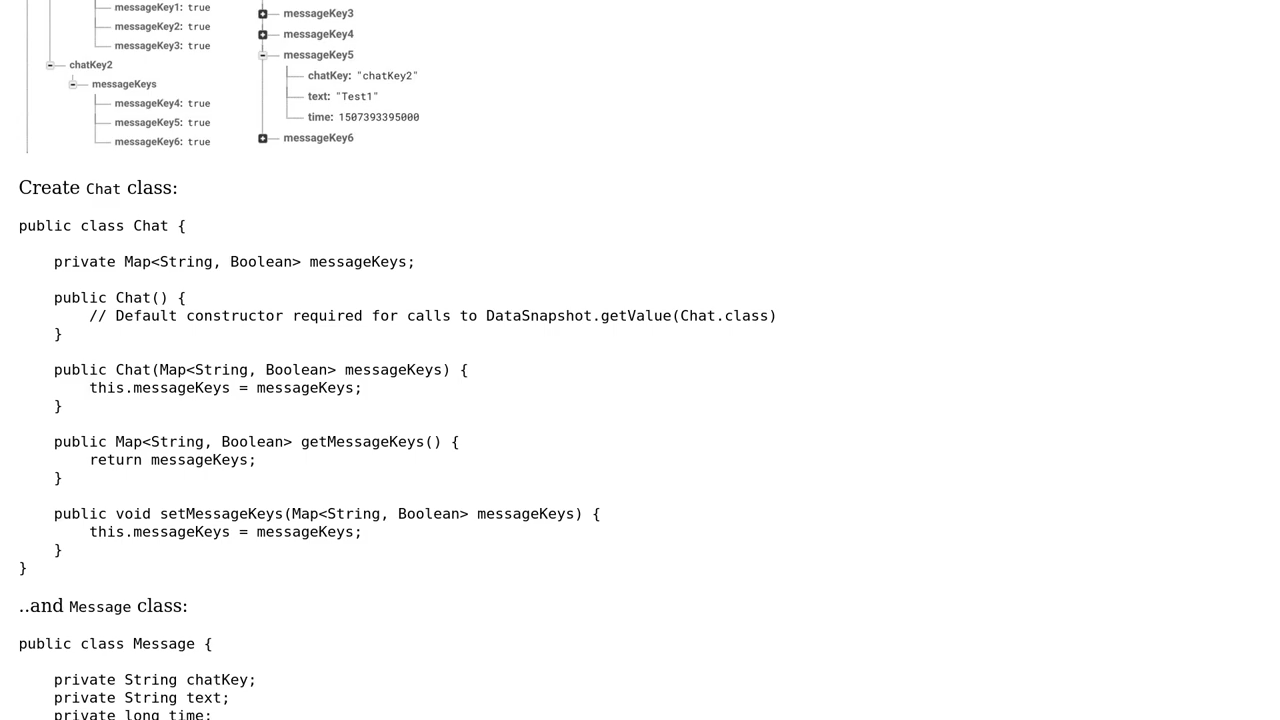 messageKey1: true
messageKey2: true
messageKey3: true
chatKey2
messageKeys
messageKey4: true
messageKey5: true
messageKey6: true
messageKey3
messageKey4
messageKey5
chatKey: "chatKey2"
text: "Test1"
time: 1507393395000
messageKey6
Create Chat class:
public class Chat {
    private Map<String, Boolean> messageKeys;
    public Chat() {
        // Default constructor required for calls to DataSnapshot.getValue(Chat.class)
    }
    public Chat(Map<String, Boolean> messageKeys) {
        this.messageKeys = messageKeys;
    }
    public Map<String, Boolean> getMessageKeys() {
        return messageKeys;
    }
    public void setMessageKeys(Map<String, Boolean> messageKeys) {
        this.messageKeys = messageKeys;
    }
}
..and Message class:
public class Message {
    private String chatKey;
    private String text;
    private long time;